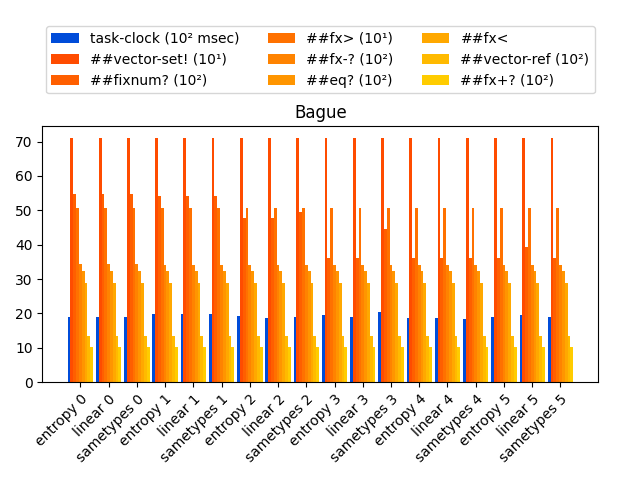 task-clock (10² msec) ##fx> (10¹) ##fx<
##vector-set! (10¹) ##fx-? (10²) ##vector-ref (10²)
##fixnum? (10²) ##eq? (10²) ##fx+? (10²)
Bague
70
60
50
40
30
20
10
0
entropy 0
linear 0
sametypes 0
entropy 1
linear 1
sametypes 1
entropy 2
linear 2
sametypes 2
entropy 3
linear 3
sametypes 3
entropy 4
linear 4
sametypes 4
entropy 5
linear 5
sametypes 5